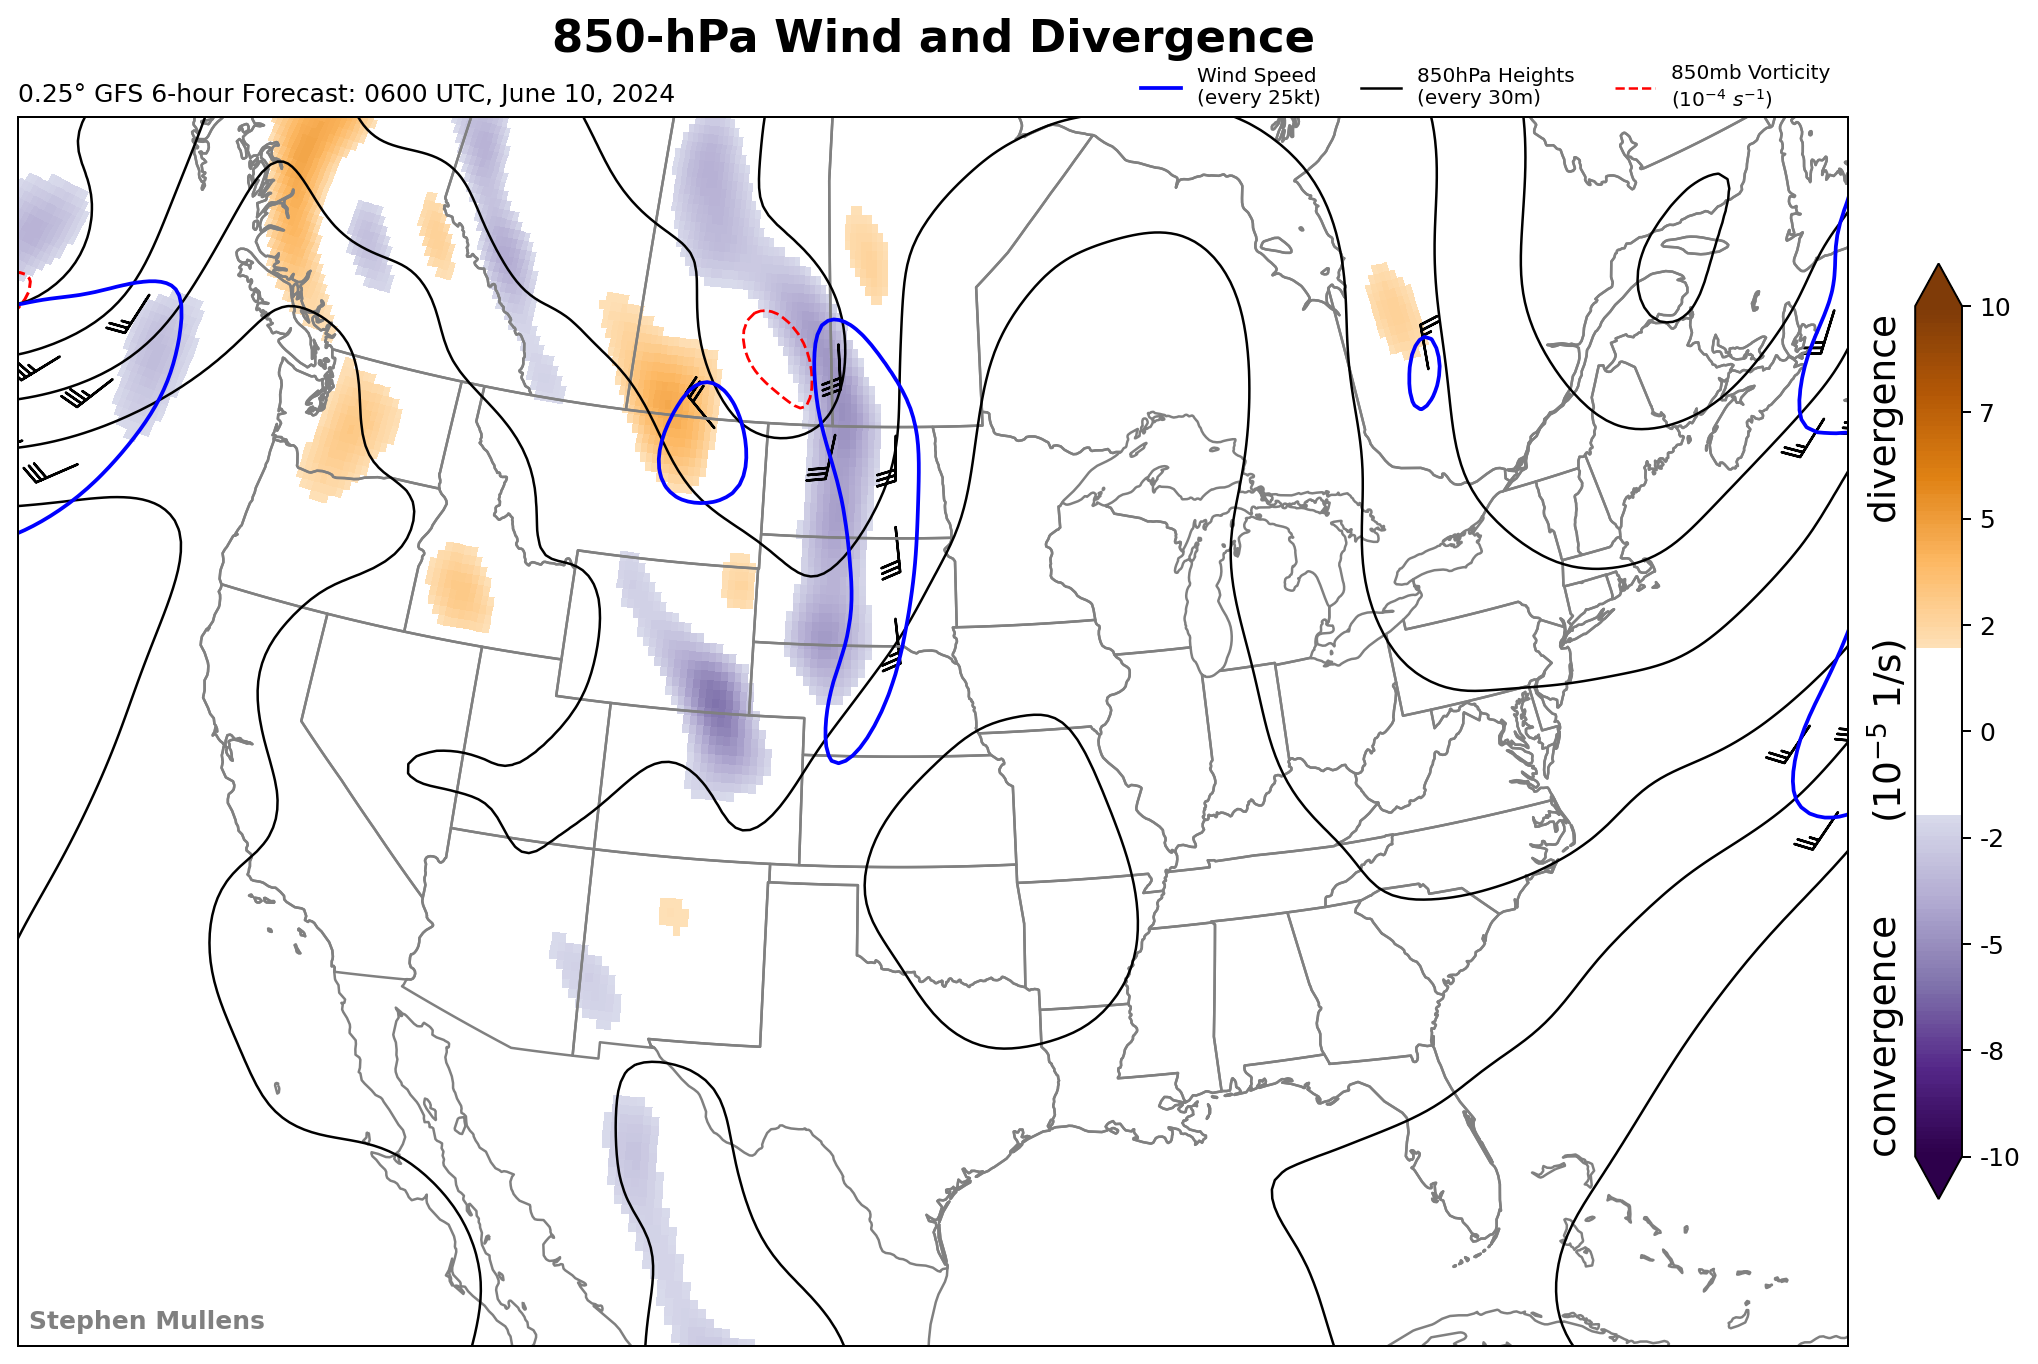 850-hPa Wind and Divergence
0.25° GFS 6-hour Forecast: 0600 UTC, June 10, 2024
Wind Speed
(every 25kt)
850hPa Heights
(every 30m)
850mb Vorticity
(10⁻⁴ s⁻¹)
10
7
5
2
0
-2
-5
-8
-10
convergence (10⁻⁵ 1/s) divergence
Stephen Mullens